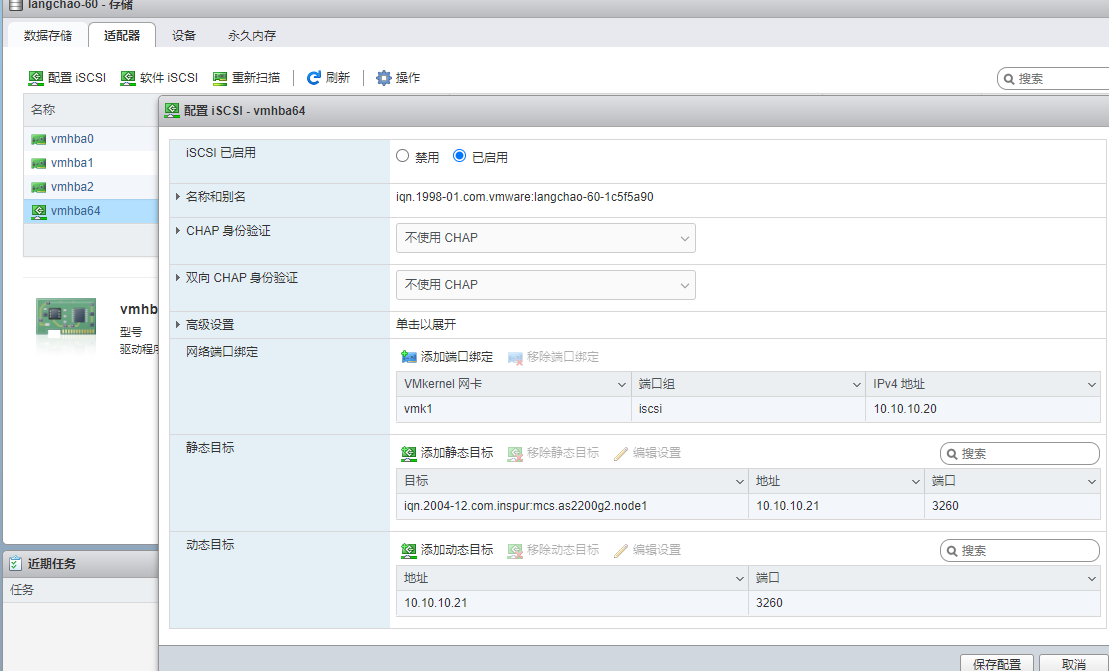 langchao-60 - 存储
数据存储 适配器 设备 永久内存
配置 iSCSI 软件 iSCSI 重新扫描 刷新 操作 搜索
名称
vmhba0
vmhba1
vmhba2
vmhba64
vmhb
型号
驱动程序
近期任务
任务
配置 iSCSI - vmhba64
iSCSI 已启用 禁用 已启用
名称和别名 iqn.1998-01.com.vmware:langchao-60-1c5f5a90
CHAP 身份验证 不使用 CHAP
双向 CHAP 身份验证 不使用 CHAP
高级设置 单击以展开
网络端口绑定 添加端口绑定 移除端口绑定
VMkernel 网卡 端口组 IPv4 地址
vmk1 iscsi 10.10.10.20
静态目标 添加静态目标 移除静态目标 编辑设置 搜索
目标 地址 端口
iqn.2004-12.com.inspur:mcs.as2200g2.node1 10.10.10.21 3260
动态目标 添加动态目标 移除动态目标 编辑设置 搜索
地址 端口
10.10.10.21 3260
保存配置 取消